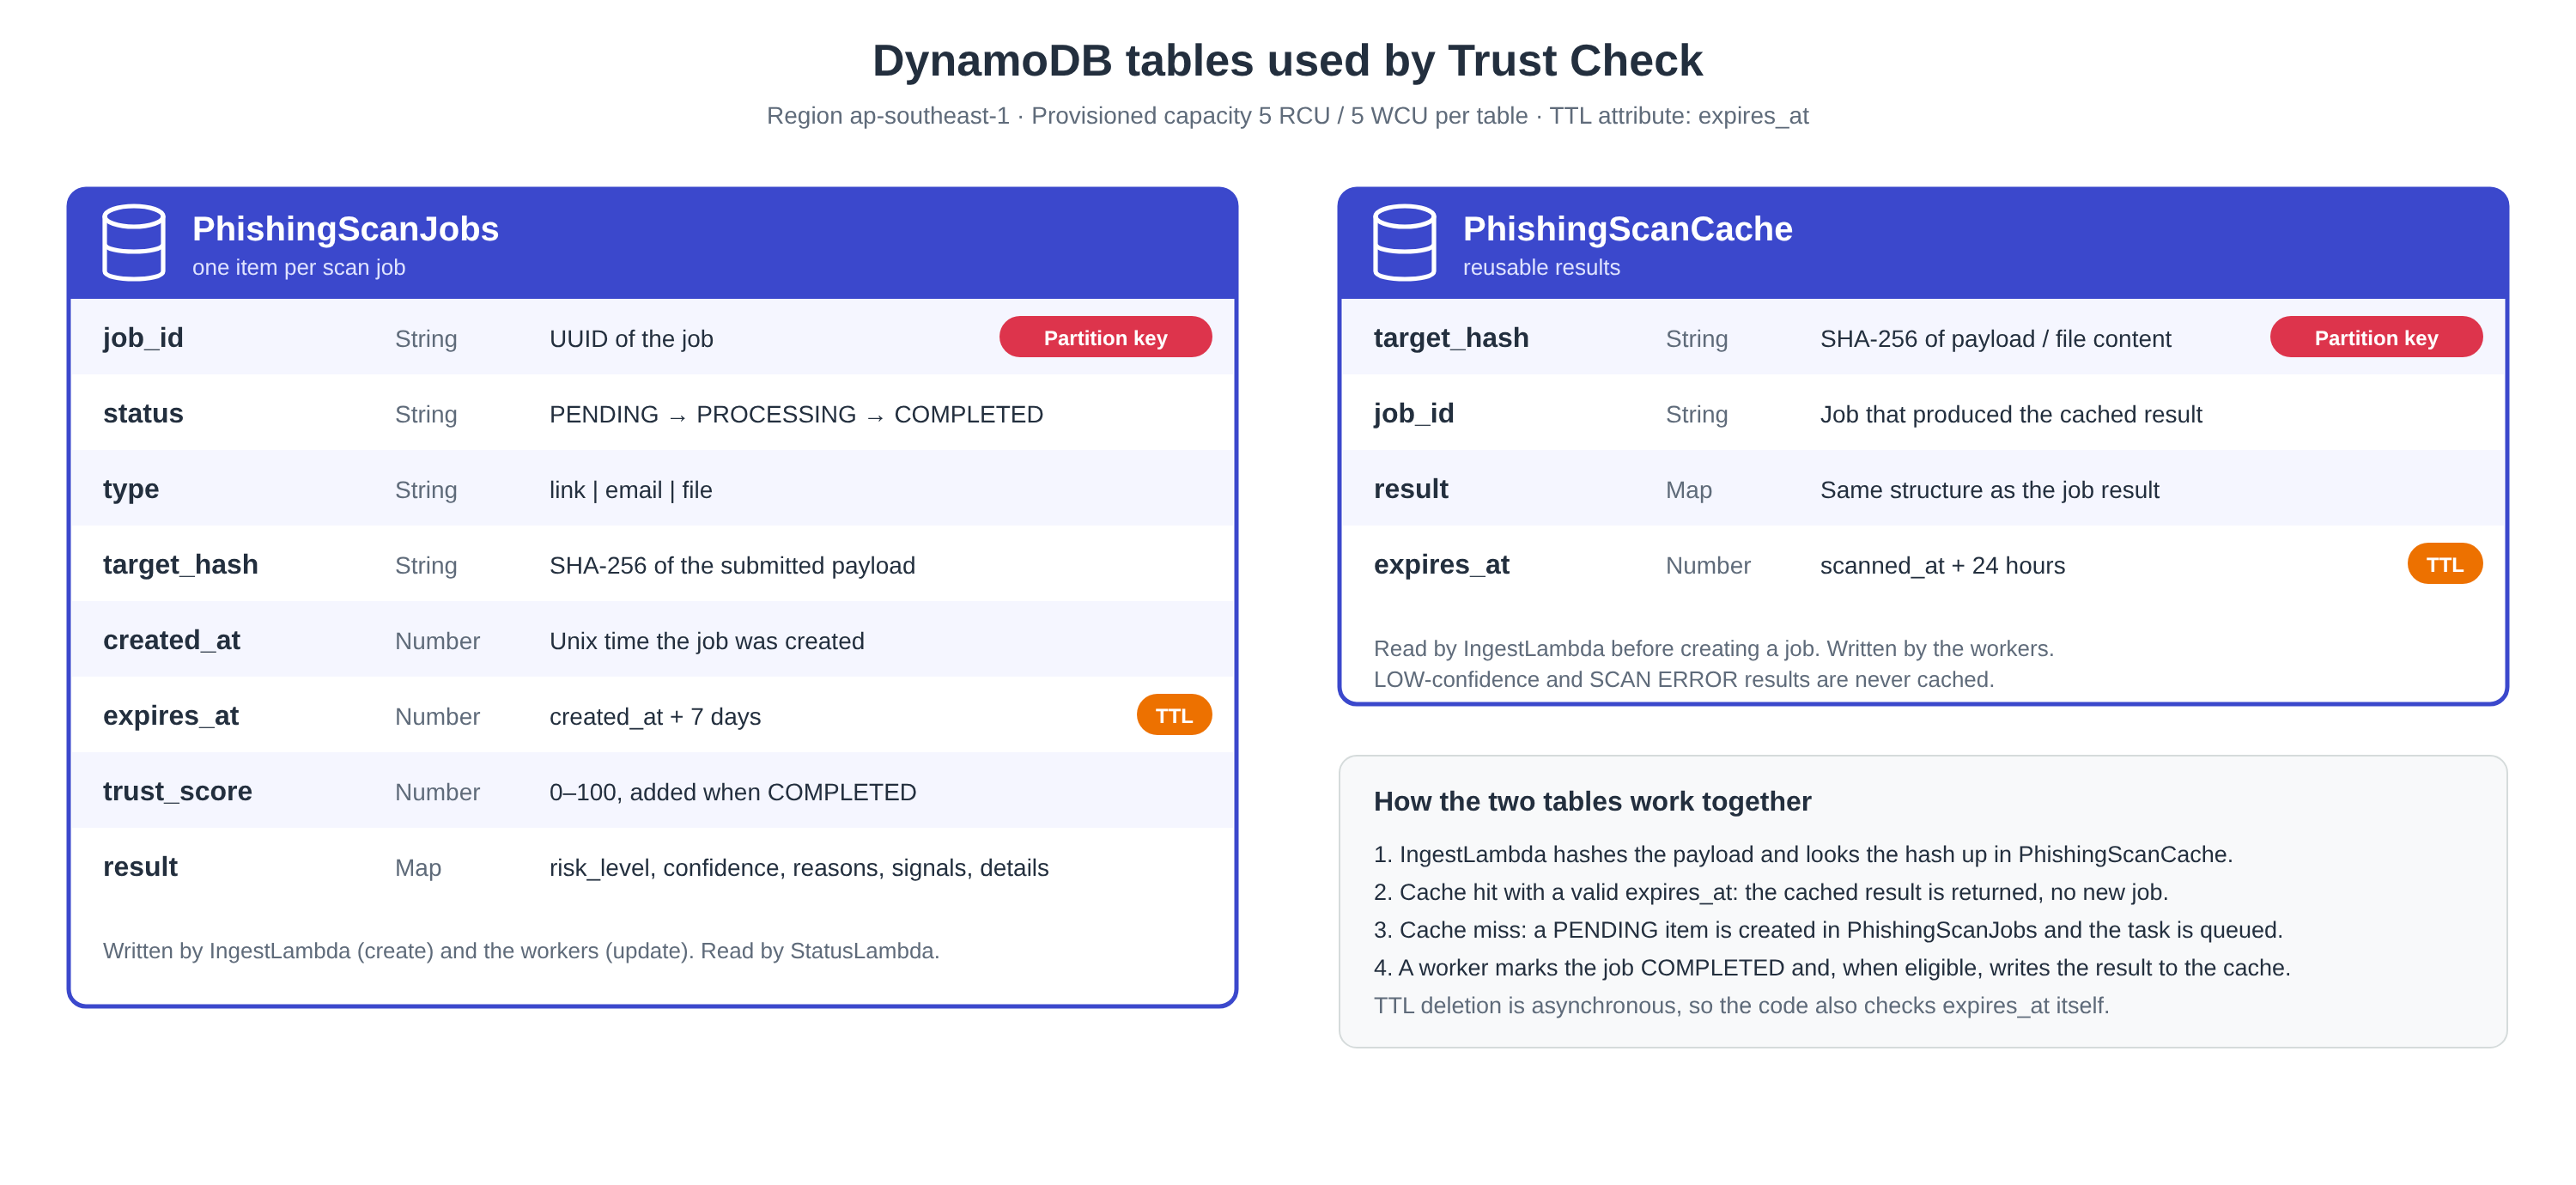 DynamoDB tables used by Trust Check
Region ap-southeast-1 · Provisioned capacity 5 RCU / 5 WCU per table · TTL attribute: expires_at
PhishingScanJobs
one item per scan job
job_id String UUID of the job Partition key
status String PENDING → PROCESSING → COMPLETED
type String link | email | file
target_hash String SHA-256 of the submitted payload
created_at Number Unix time the job was created
expires_at Number created_at + 7 days TTL
trust_score Number 0–100, added when COMPLETED
result Map risk_level, confidence, reasons, signals, details
Written by IngestLambda (create) and the workers (update). Read by StatusLambda.
PhishingScanCache
reusable results
target_hash String SHA-256 of payload / file content Partition key
job_id String Job that produced the cached result
result Map Same structure as the job result
expires_at Number scanned_at + 24 hours TTL
Read by IngestLambda before creating a job. Written by the workers.
LOW-confidence and SCAN ERROR results are never cached.
How the two tables work together
1. IngestLambda hashes the payload and looks the hash up in PhishingScanCache.
2. Cache hit with a valid expires_at: the cached result is returned, no new job.
3. Cache miss: a PENDING item is created in PhishingScanJobs and the task is queued.
4. A worker marks the job COMPLETED and, when eligible, writes the result to the cache.
TTL deletion is asynchronous, so the code also checks expires_at itself.